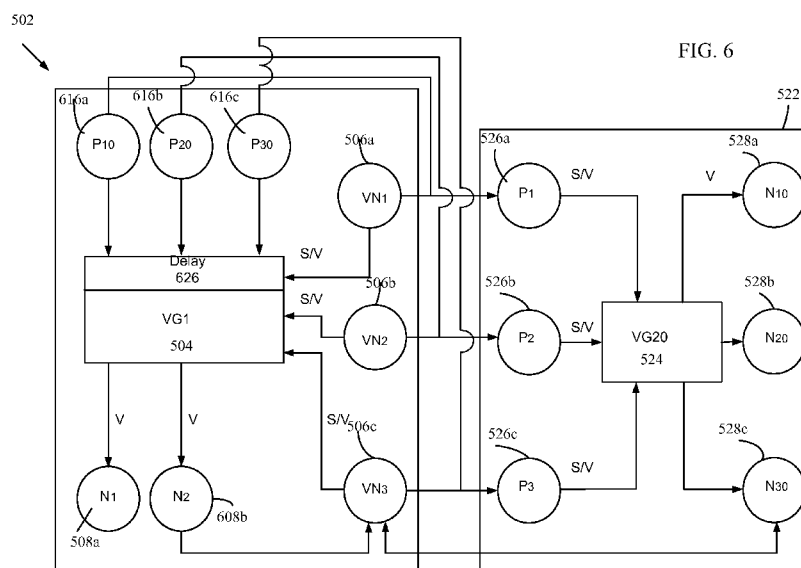 502
FIG. 6
616a
616b
616c
522
506a
526a
528a
P10
P20
P30
VN1
P1
N10
S/V
V
S/V
Delay
626
506b
526b
528b
S/V
VG1
504
VN2
P2
S/V
VG20
524
N20
V
V
S/V
506c
526c
528c
S/V
N1
N2
VN3
P3
N30
508a
608b